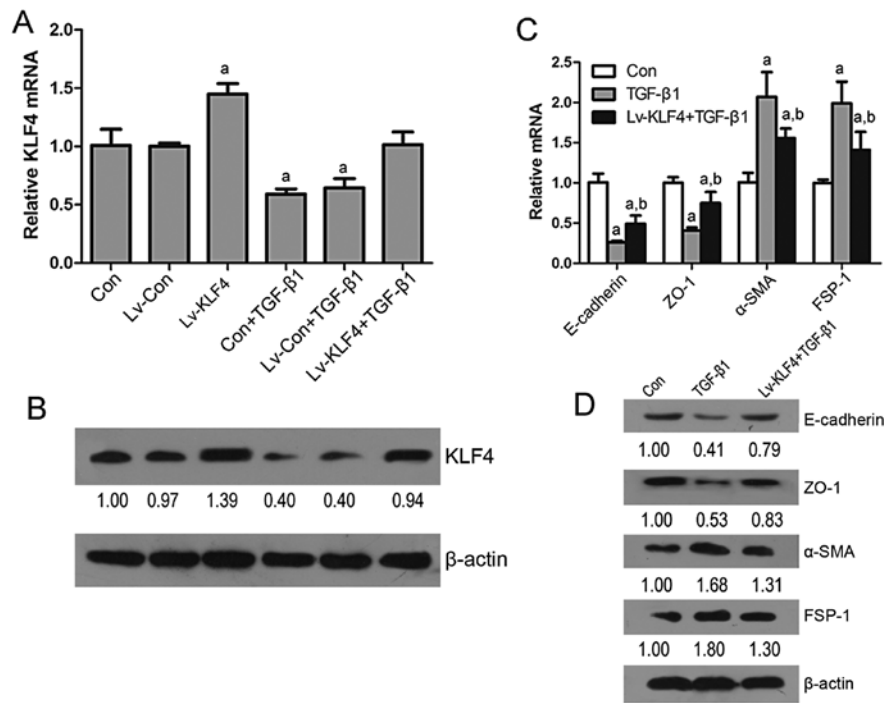 A
Relative KLF4 mRNA
2.0
1.5
1.0
0.5
0.0
a
a
a
Con
Lv-Con
Lv-KLF4
Con+TGF-β1
Lv-Con+TGF-β1
Lv-KLF4+TGF-β1
B
KLF4
1.00 0.97 1.39 0.40 0.40 0.94
β-actin
C
Relative mRNA
2.5
2.0
1.5
1.0
0.5
0.0
Con
TGF-β1
Lv-KLF4+TGF-β1
a
a,b
a
a,b
a
a,b
a
a,b
E-cadherin
ZO-1
α-SMA
FSP-1
D
Con TGF-β1 Lv-KLF4+TGF-β1
E-cadherin
1.00 0.41 0.79
ZO-1
1.00 0.53 0.83
α-SMA
1.00 1.68 1.31
FSP-1
1.00 1.80 1.30
β-actin